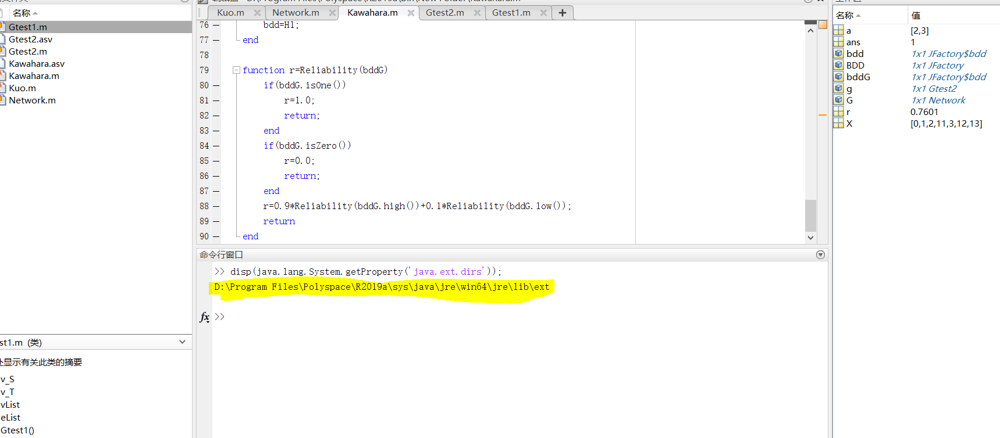 名称
Gtest1.m
Gtest2.asv
Gtest2.m
Kawahara.asv
Kawahara.m
Kuo.m
Network.m
st1.m (类)
处显示有关此类的摘要
v_S
v_T
vList
eList
Gtest1()
Kuo.m
Network.m
Kawahara.m
Gtest2.m
Gtest1.m
76 bdd=H1;
77 end
78
79 function r=Reliability(bddG)
80 if(bddG.isOne())
81 r=1.0;
82 return;
83 end
84 if(bddG.isZero())
85 r=0.0;
86 return;
87 end
88 r=0.9*Reliability(bddG.high())+0.1*Reliability(bddG.low());
89 return
90 end
命令行窗口
>> disp(java.lang.System.getProperty('java.ext.dirs'));
D:\Program Files\Polyspace\R2019a\sys\java\jre\win64\jre\lib\ext
fx >>
名称 值
a [2,3]
ans 1
bdd 1x1 JFactory$bdd
BDD 1x1 JFactory
bddG 1x1 JFactory$bdd
g 1x1 Gtest2
G 1x1 Network
r 0.7601
X [0,1,2,11,3,12,13]